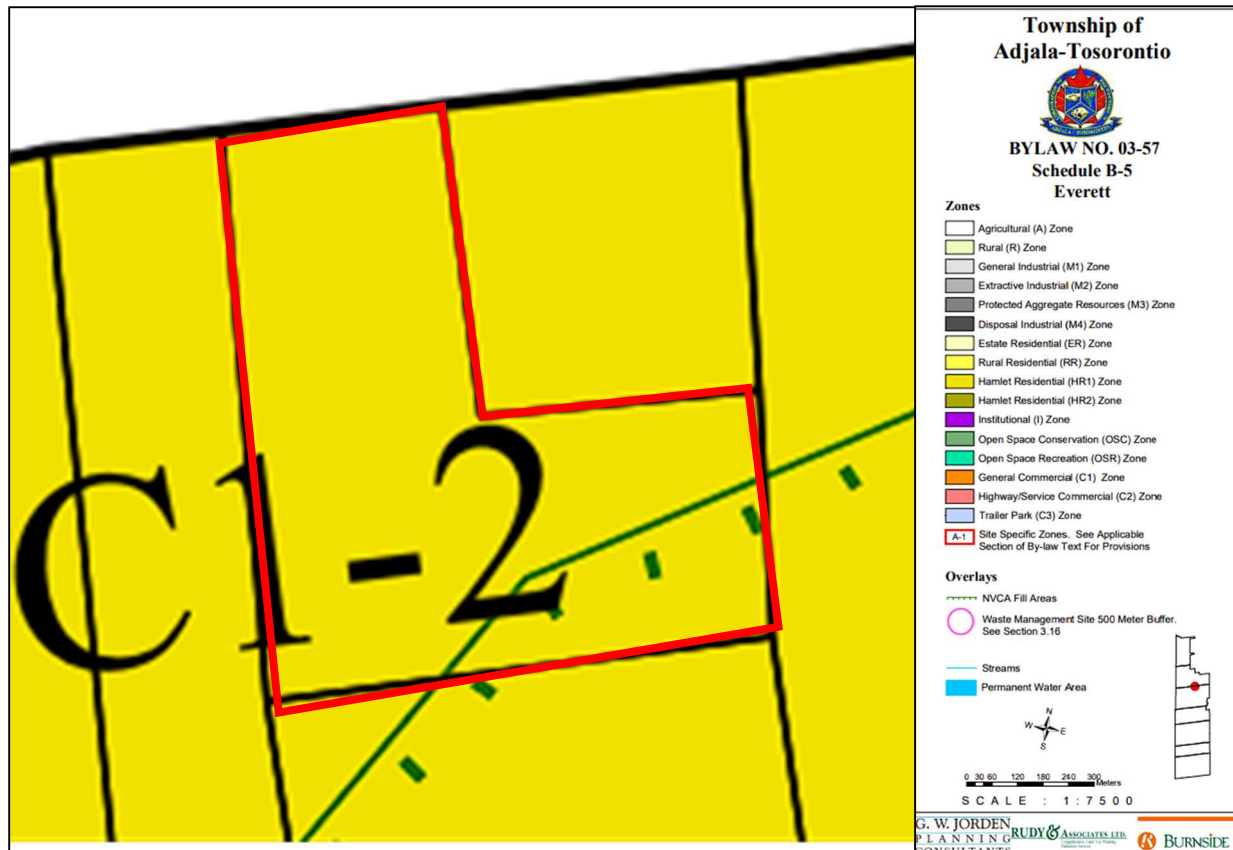 C1-2
Township of
Adjala-Tosorontio
BYLAW NO. 03-57
Schedule B-5
Everett
Zones
Agricultural (A) Zone
Rural (R) Zone
General Industrial (M1) Zone
Extractive Industrial (M2) Zone
Protected Aggregate Resources (M3) Zone
Disposal Industrial (M4) Zone
Estate Residential (ER) Zone
Rural Residential (RR) Zone
Hamlet Residential (HR1) Zone
Hamlet Residential (HR2) Zone
Institutional (I) Zone
Open Space Conservation (OSC) Zone
Open Space Recreation (OSR) Zone
General Commercial (C1) Zone
Highway/Service Commercial (C2) Zone
Trailer Park (C3) Zone
A-1 Site Specific Zones. See Applicable
Section of By-law Text For Provisions
Overlays
NVCA Fill Areas
Waste Management Site 500 Meter Buffer.
See Section 3.16
Streams
Permanent Water Area
N
W E
S
0 30 60 120 180 240 300
Meters
SCALE : 1:7500
G. W. JORDEN
PLANNING
CONSULTANTS
RUDY & ASSOCIATES LTD.
BURNSIDE